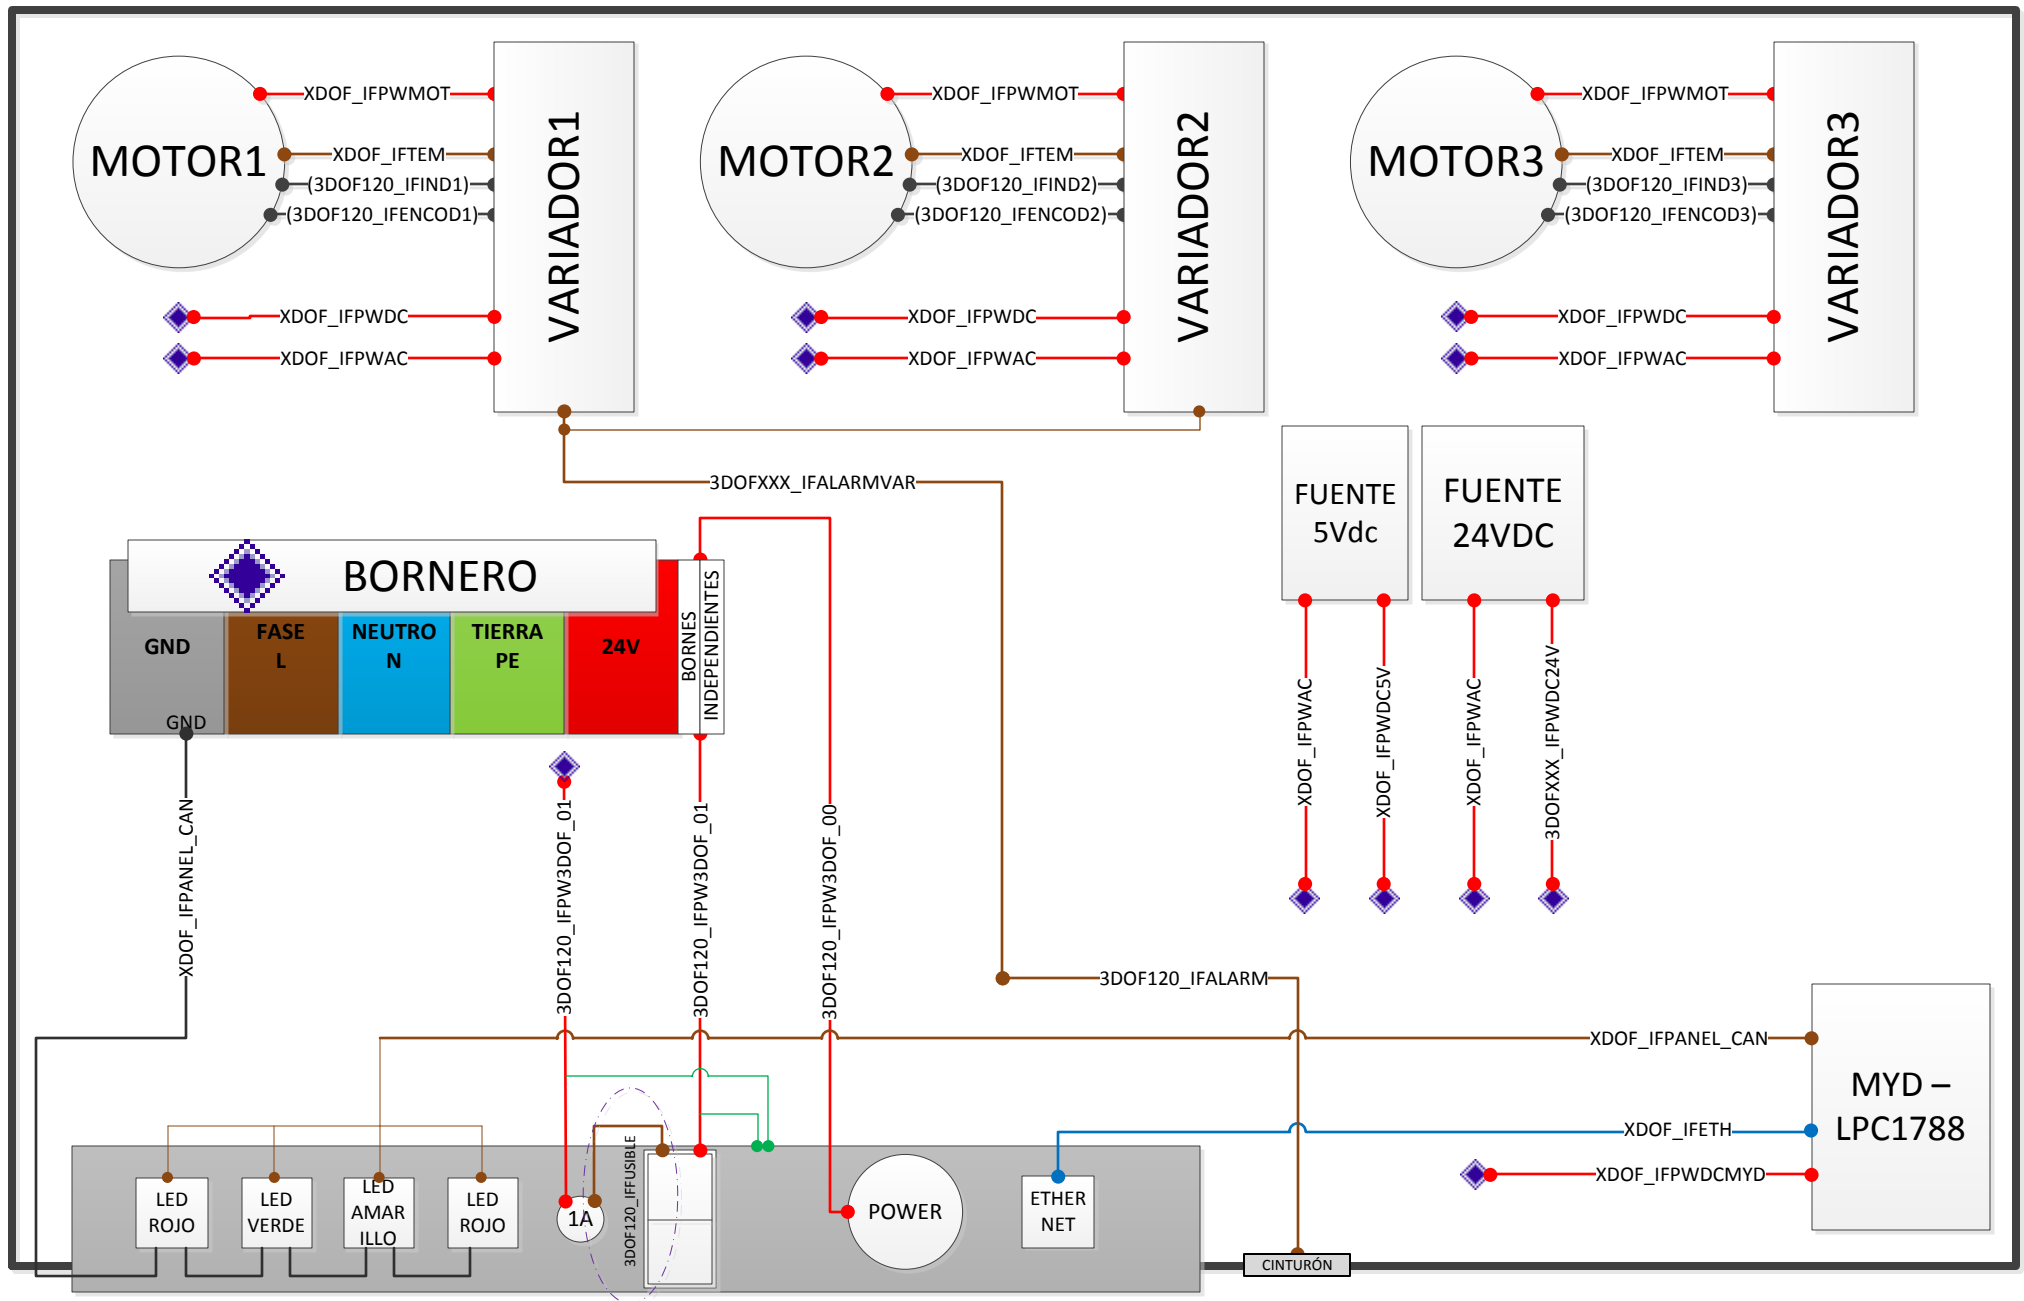 MOTOR1
XDOF_IFPWMOT
XDOF_IFTEM
(3DOF120_IFIND1)
(3DOF120_IFENCOD1)
XDOF_IFPWDC
XDOF_IFPWAC
VARIADOR1
MOTOR2
XDOF_IFPWMOT
XDOF_IFTEM
(3DOF120_IFIND2)
(3DOF120_IFENCOD2)
XDOF_IFPWDC
XDOF_IFPWAC
VARIADOR2
MOTOR3
XDOF_IFPWMOT
XDOF_IFTEM
(3DOF120_IFIND3)
(3DOF120_IFENCOD3)
XDOF_IFPWDC
XDOF_IFPWAC
VARIADOR3
3DOFXXX_IFALARMVAR
FUENTE
5Vdc
FUENTE
24VDC
BORNERO
GND
FASE
L
NEUTRO
N
TIERRA
PE
24V
BORNES
INDEPENDIENTES
GND
XDOF_IFPWAC
XDOF_IFPWDC5V
XDOF_IFPWAC
3DOFXXX_IFPWDC24V
XDOF_IFPANEL_CAN
3DOF120_IFPW3DOF_01
3DOF120_IFPW3DOF_01
3DOF120_IFPW3DOF_00
3DOF120_IFALARM
XDOF_IFPANEL_CAN
XDOF_IFETH
XDOF_IFPWDCMYD
MYD –
LPC1788
LED
ROJO
LED
VERDE
LED
AMAR
ILLO
LED
ROJO
1A
3DOF120_IFFUSIBLE
POWER
ETHER
NET
CINTURÓN